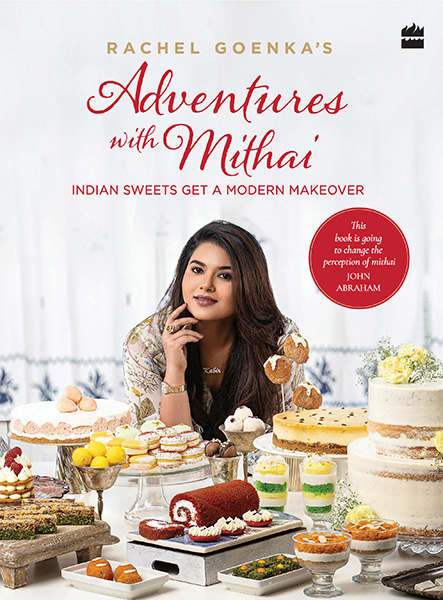 RACHEL GOENKA'S
Adventures
with Mithai
INDIAN SWEETS GET A MODERN MAKEOVER
This
book is going
to change the
perception of mithai
JOHN
ABRAHAM
Kabir